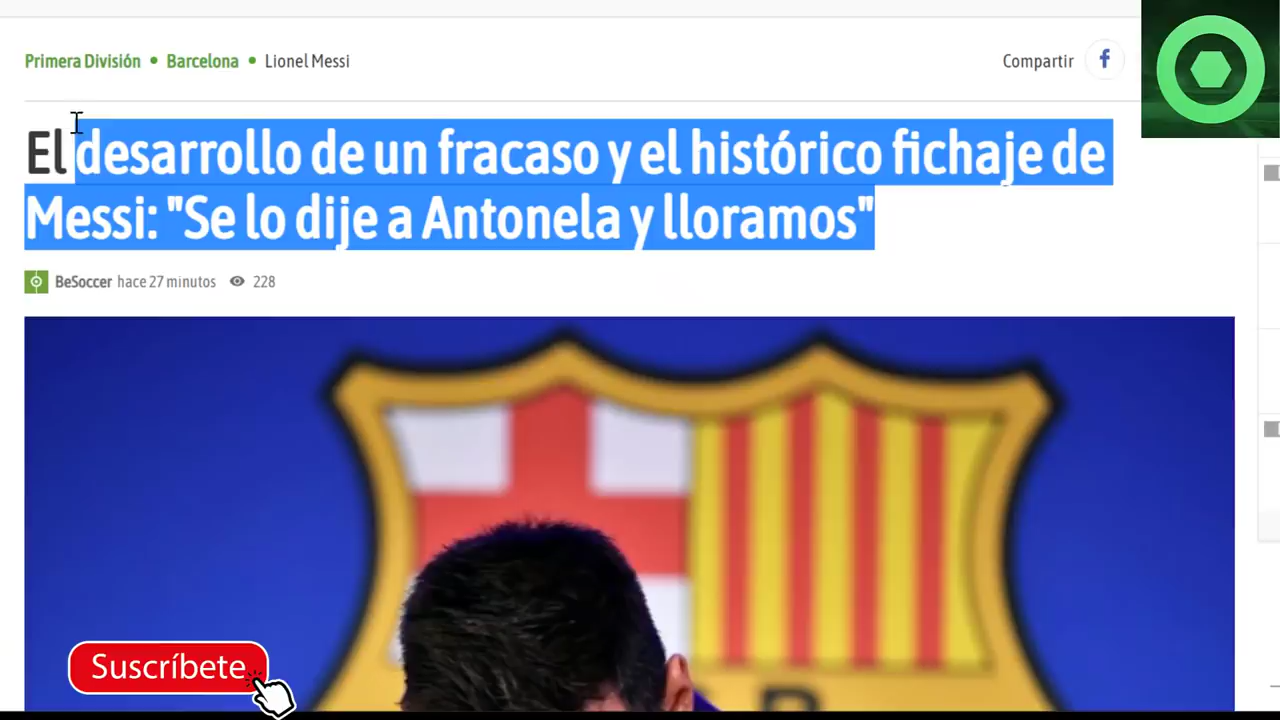 Primera División • Barcelona • Lionel Messi
Compartir
El desarrollo de un fracaso y el histórico fichaje de
Messi: "Se lo dije a Antonela y lloramos"
BeSoccer hace 27 minutos 228
Suscríbete